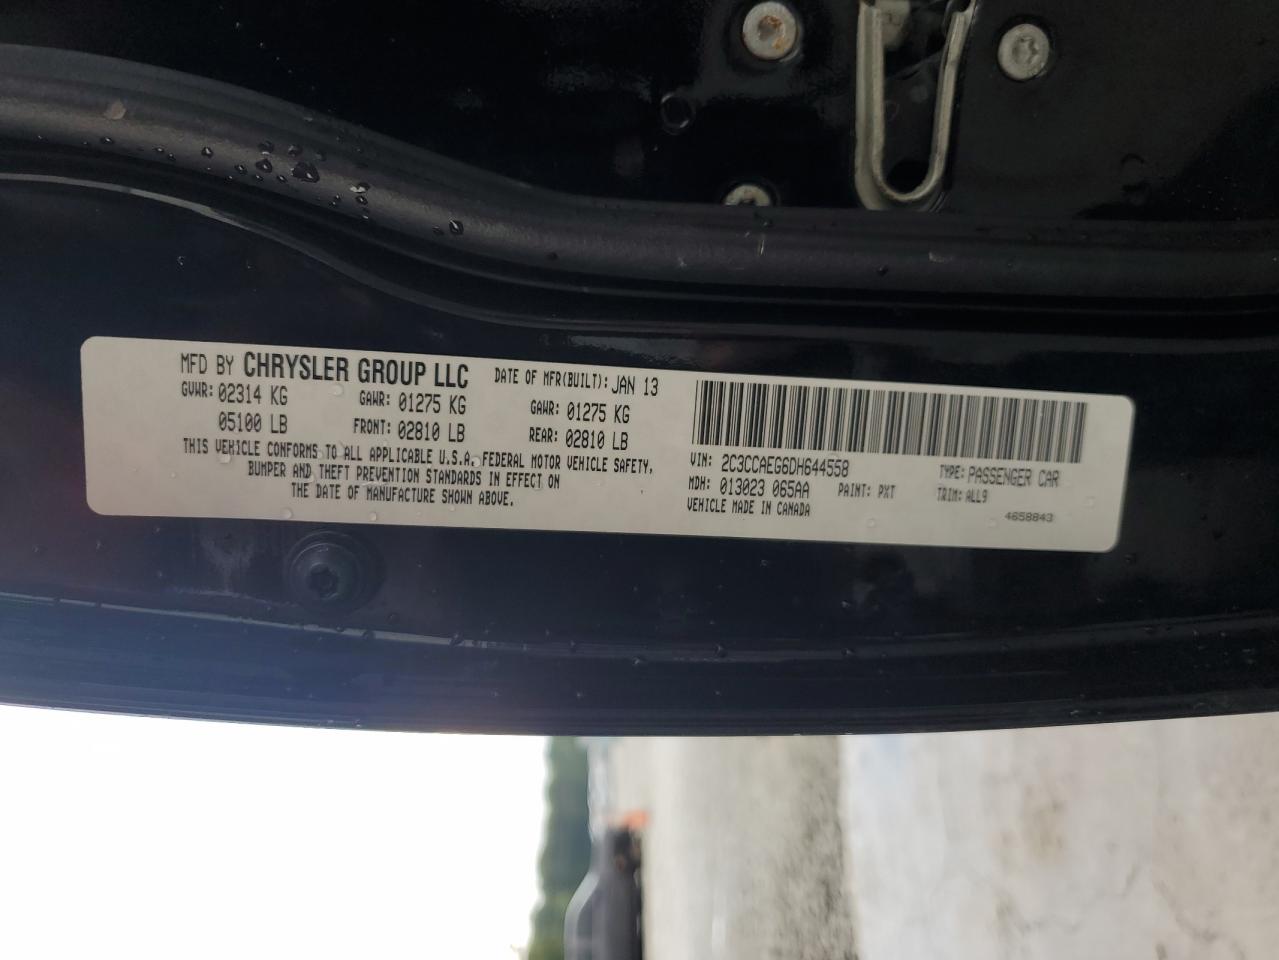 MFD BY CHRYSLER GROUP LLC DATE OF MFR(BUILT): JAN 13
GVWR: 02314 KG GAWR: 01275 KG GAWR: 01275 KG
05100 LB FRONT: 02810 LB REAR: 02810 LB
THIS VEHICLE CONFORMS TO ALL APPLICABLE U.S.A. FEDERAL MOTOR VEHICLE SAFETY,
BUMPER AND THEFT PREVENTION STANDARDS IN EFFECT ON
THE DATE OF MANUFACTURE SHOWN ABOVE.
VIN: 2C3CCAEG6DH644558 TYPE: PASSENGER CAR
MDH: 013023 065AA PAINT: PXT TRIM: ALL9
VEHICLE MADE IN CANADA
4658843